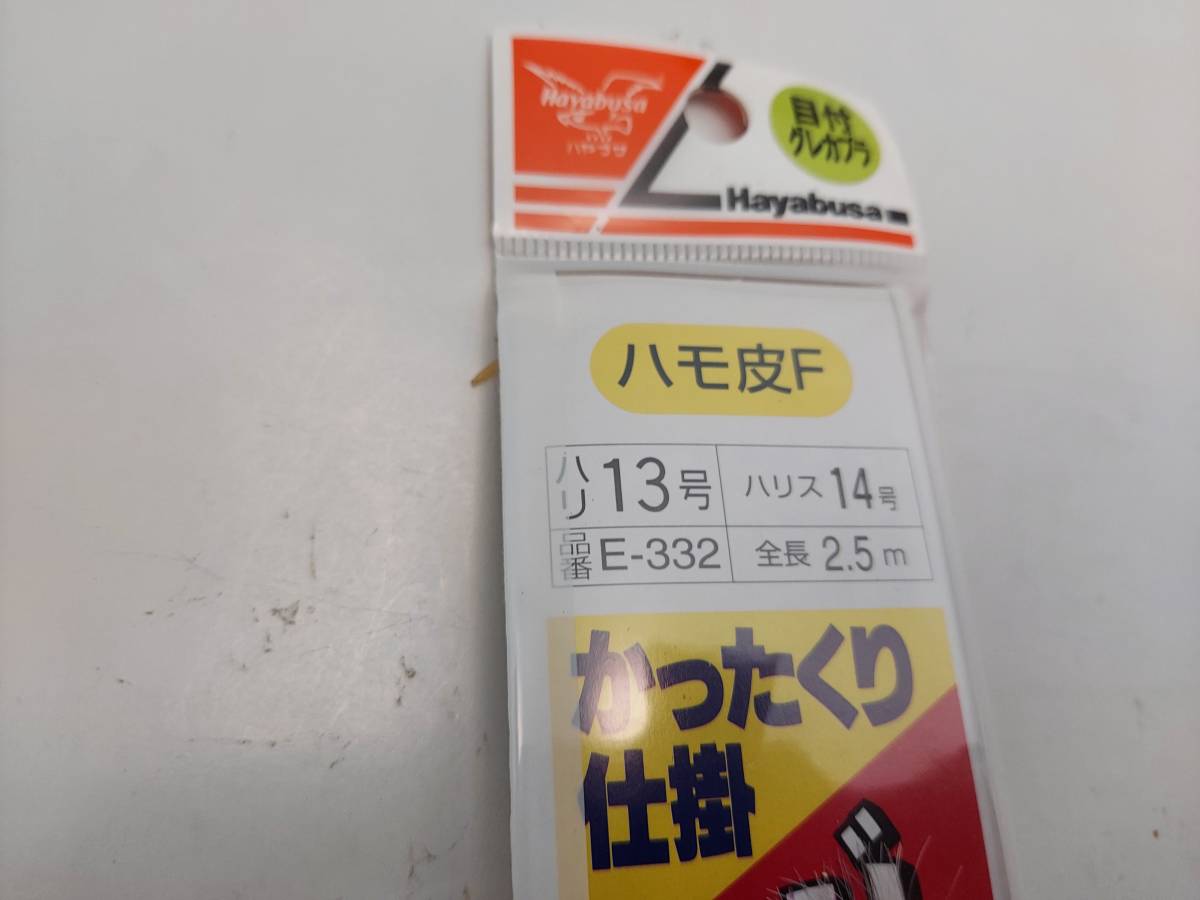 Hayabusa
ハヤブサ
目付
グレカブラ
Hayabusa
ハモ皮F
ハリ 13号 ハリス 14号
品番 E-332 全長 2.5m
かったくり
仕掛